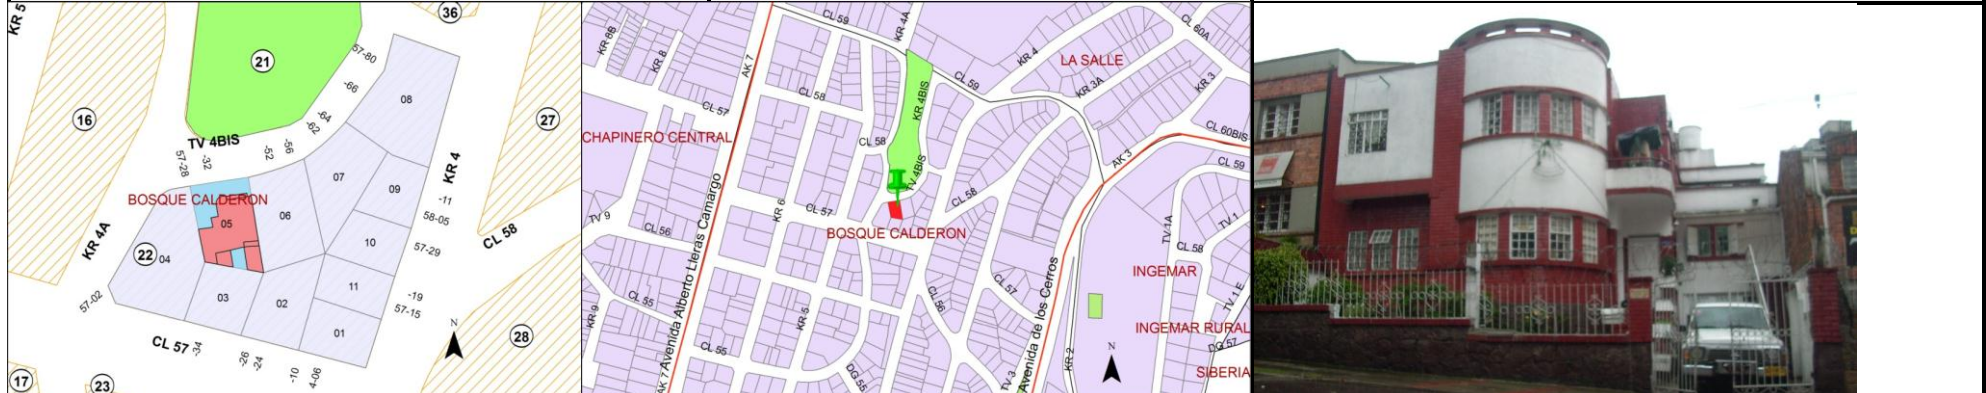 KR 5
36
57-80
21
-66
08
-64
-62
16
27
TV 4BIS
-56
-52
57-28
-32
07
KR 4
09
BOSQUE CALDERON
-11
05
06
58-05
KR 4A
10
57-29
CL 58
22
04
11
-19
57-02
03
02
57-15
01
CL 57
-34
-26
-24
N
28
-10
4-06
17
23
CL 59
KR 4A
CL 60A
KR 8B
KR 8
AK 7
KR 4
LA SALLE
CL 59
KR 3A
KR 3
CL 58
CL 57
KR 4BIS
CL 60BIS
CHAPINERO CENTRAL
CL 58
AK 3
CL 59
TV 4BIS
KR 6
CL 57
CL 58
TV 9
CL 56
BOSQUE CALDERON
TV 1A
TV 1
CL 58
INGEMAR
CL 55
KR 9
KR 5
CL 56
CL 57
TV 1 E
INGEMAR RURAL
CL 55
DG 55
KR 2
DG 57
N
SIBERIA
AK 7 Avenida Alberto Lleras Camargo
TV 3
Avenida de los Cerros